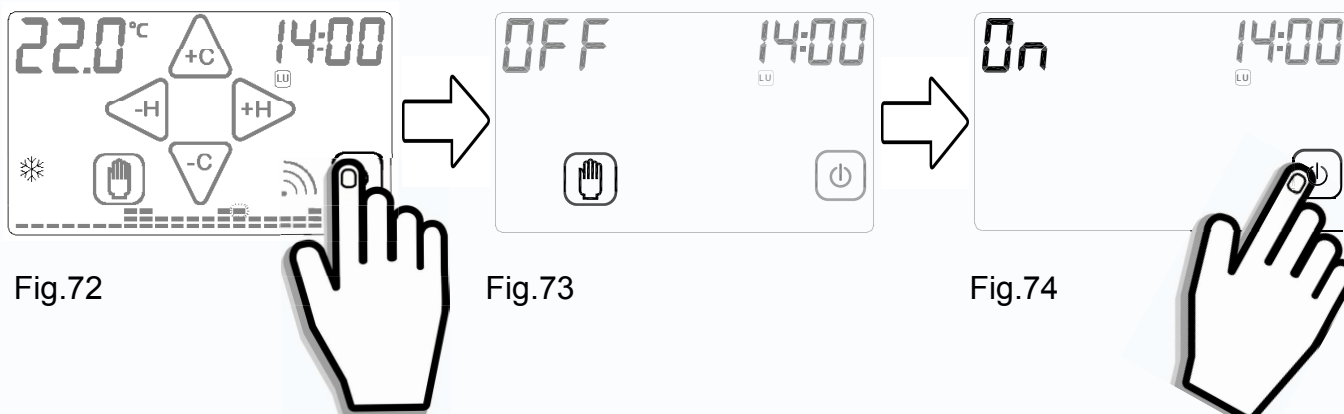 22.0°C
+C
14:00
LU
-H
+H
-C
Fig.72
OFF
14:00
LU
Fig.73
On
14:00
LU
Fig.74